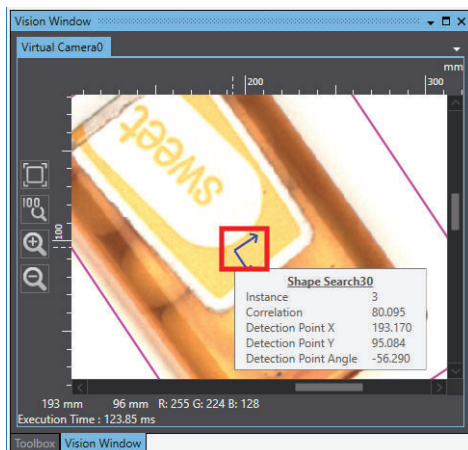 Vision Window
Virtual Camera0
mm
200
300
100
100
sweet
Shape Search30
Instance 3
Correlation 80.095
Detection Point X 193.170
Detection Point Y 95.084
Detection Point Angle -56.290
193 mm 96 mm R: 255 G: 224 B: 128
Execution Time : 123.85 ms
Toolbox Vision Window